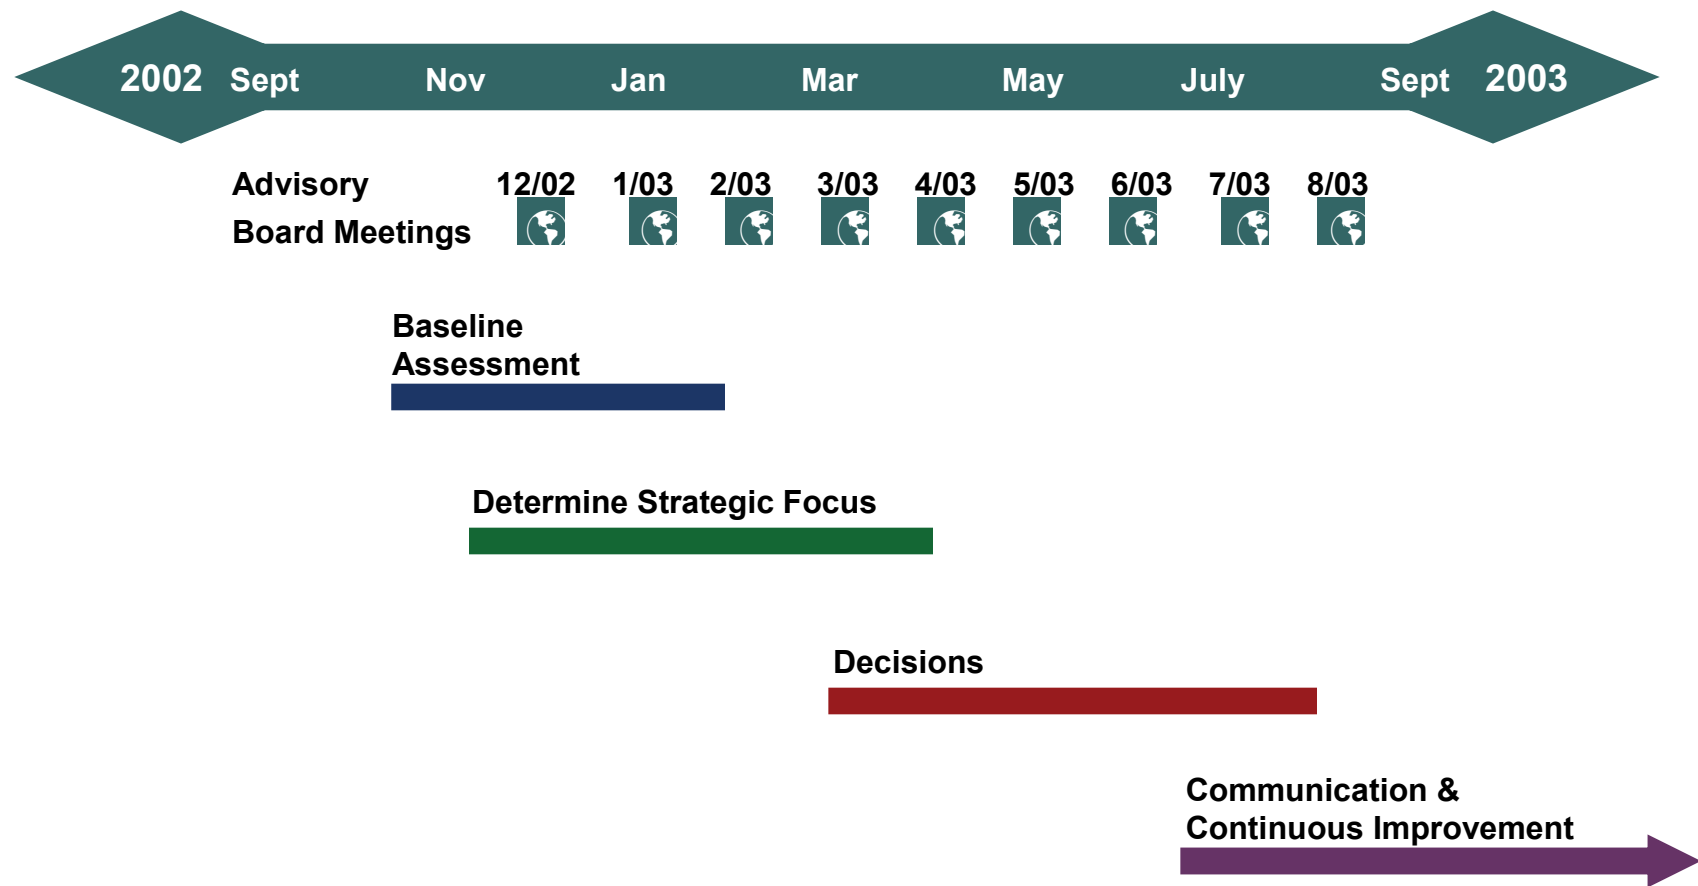 2002 Sept Nov Jan Mar May July Sept 2003
Advisory 12/02 1/03 2/03 3/03 4/03 5/03 6/03 7/03 8/03
Board Meetings
Baseline
Assessment
Determine Strategic Focus
Decisions
Communication &
Continuous Improvement